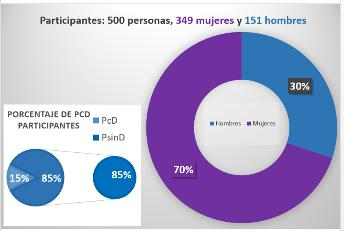 Participantes: 500 personas, 349 mujeres y 151 hombres
30%
Hombres Mujeres
70%
PORCENTAJE DE PCD
PARTICIPANTES
PcD
PsinD
15% 85%
85%